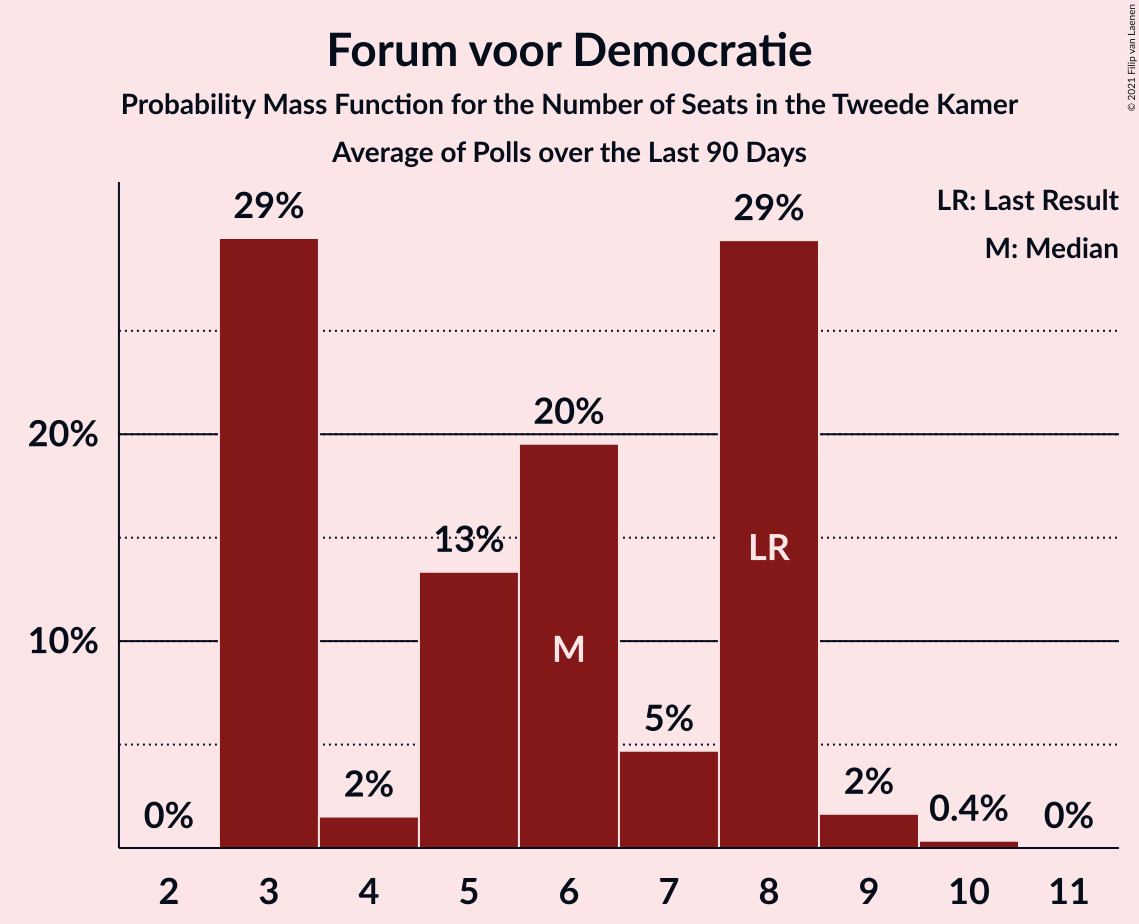 Forum voor Democratie
Probability Mass Function for the Number of Seats in the Tweede Kamer
Average of Polls over the Last 90 Days
© 2021 Filip van Laenen
LR: Last Result
M: Median
29%
29%
20%
20%
13%
LR
10%
M
5%
2%
2%
0.4%
0%
0%
2 3 4 5 6 7 8 9 10 11